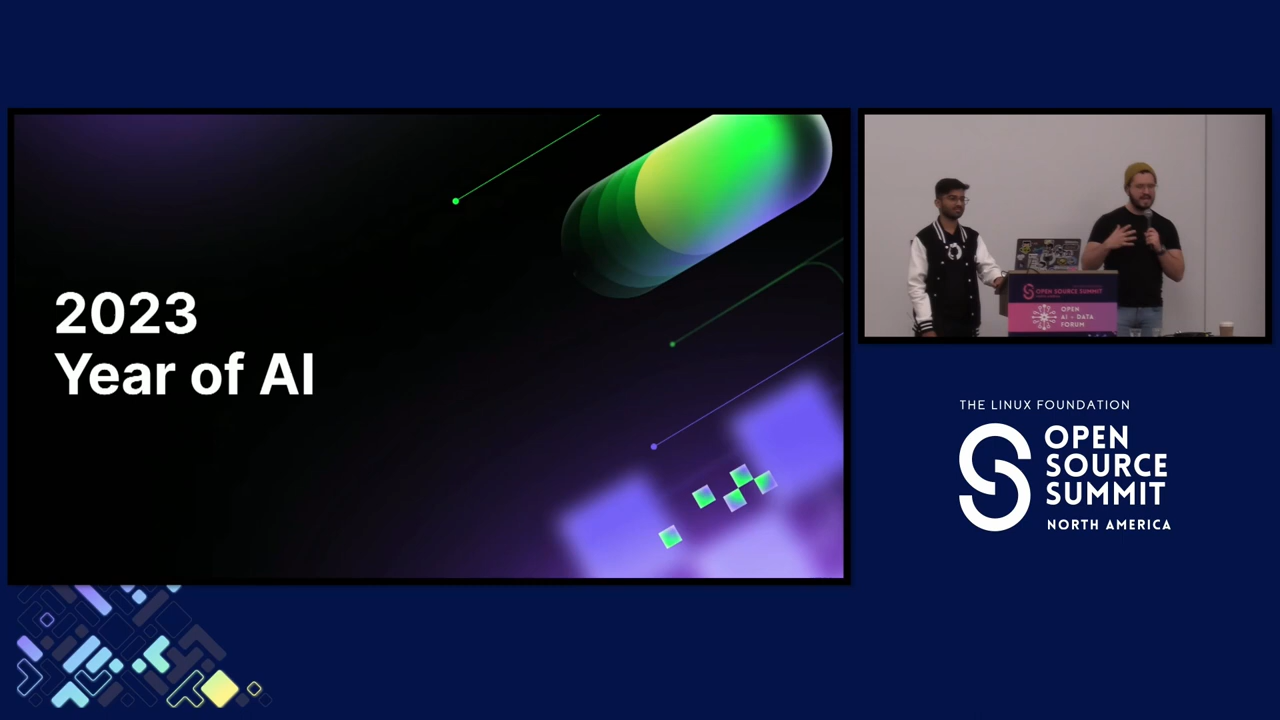 2023
Year of AI
OPEN SOURCE SUMMIT
OPEN
AI + DATA
FORUM
THE LINUX FOUNDATION
OPEN
SOURCE
SUMMIT
NORTH AMERICA